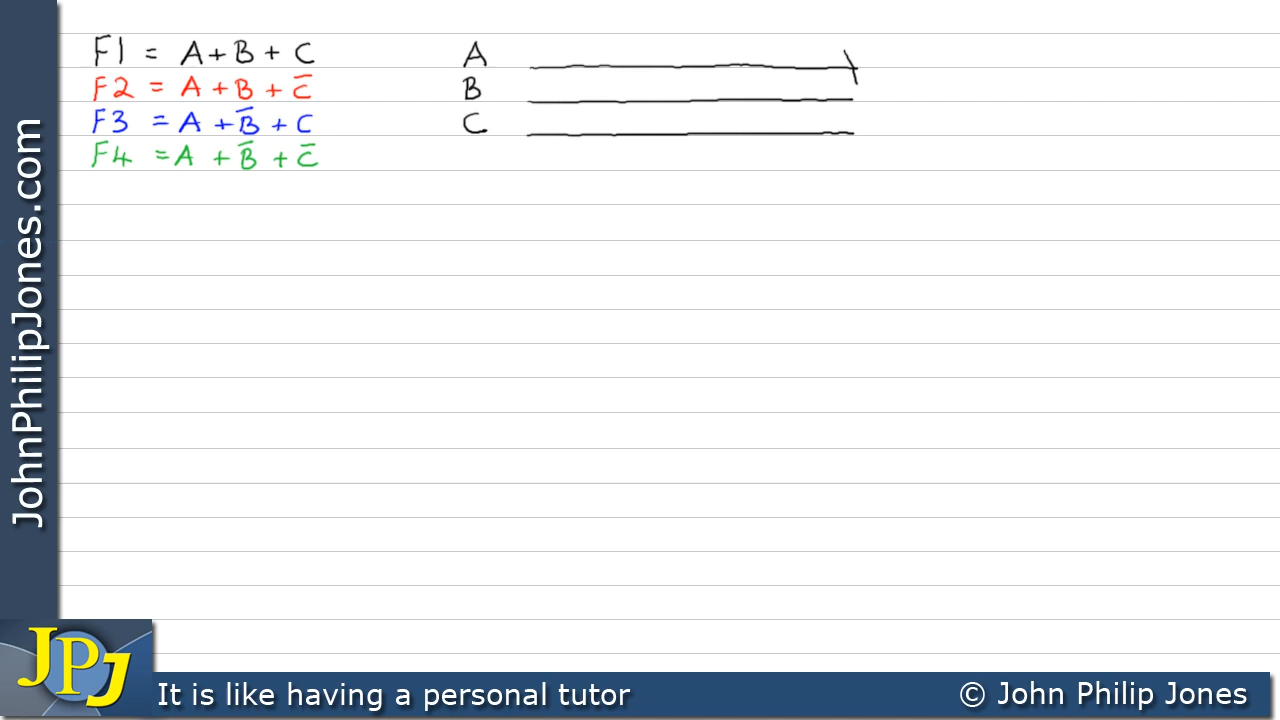 F1 = A + B + C
F2 = A + B + C̅
F3 = A + B̅ + C
F4 = A + B̅ + C̅
A
B
C
JohnPhilipJones.com
JPJ
It is like having a personal tutor
© John Philip Jones